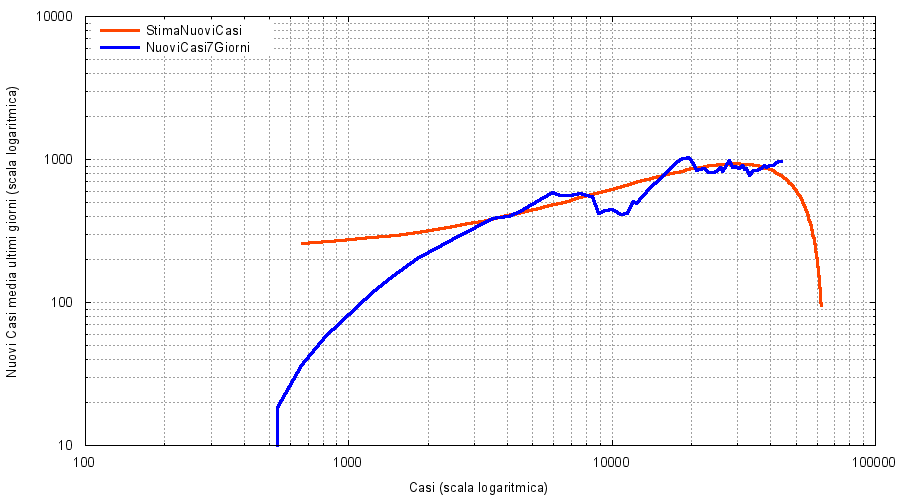 10000
StimaNuoviCasi
NuoviCasi7Giorni
1000
100
10
Nuovi Casi media ultimi giorni (scala logaritmica)
100
1000
10000
100000
Casi (scala logaritmica)